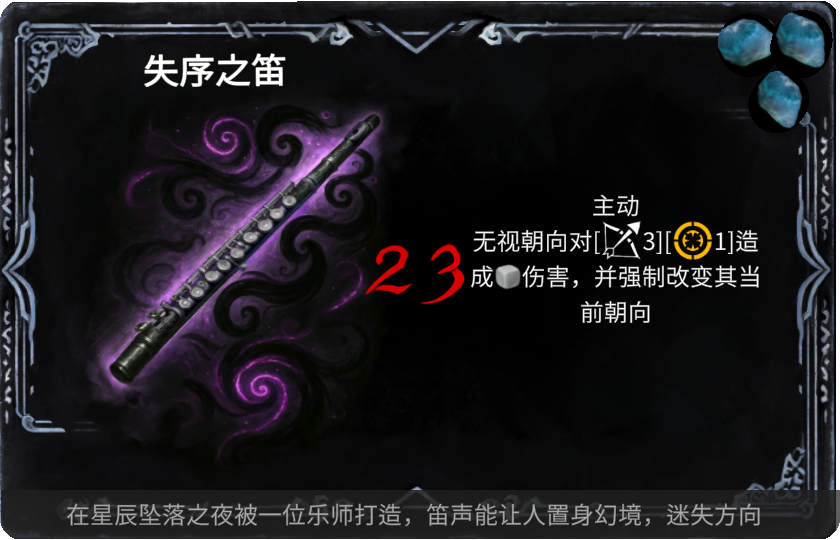 失序之笛
主动
无视朝向对[3][1]造
23
成伤害，并强制改变其当
前朝向
在星辰坠落之夜被一位乐师打造，笛声能让人置身幻境，迷失方向